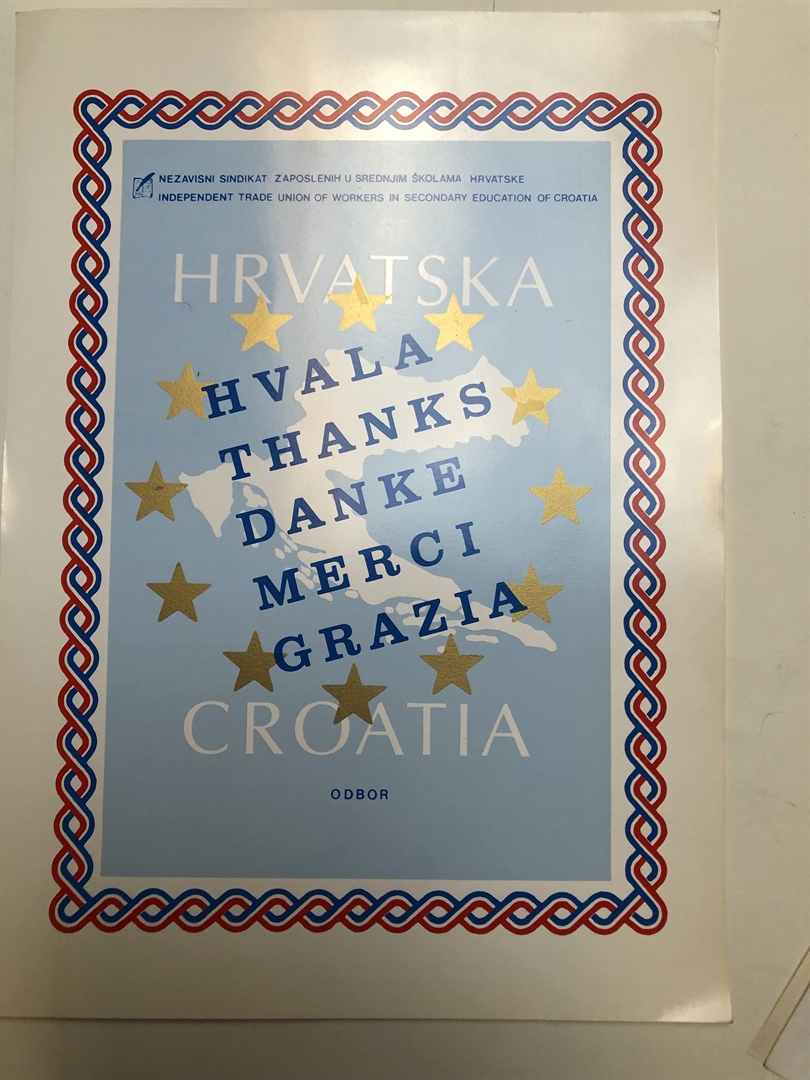 NEZAVISNI SINDIKAT ZAPOSLENIH U SREDNJIM ŠKOLAMA HRVATSKE
INDEPENDENT TRADE UNION OF WORKERS IN SECONDARY EDUCATION OF CROATIA
HRVATSKA
HVALA
THANKS
DANKE
MERCI
GRAZIA
CROATIA
ODBOR